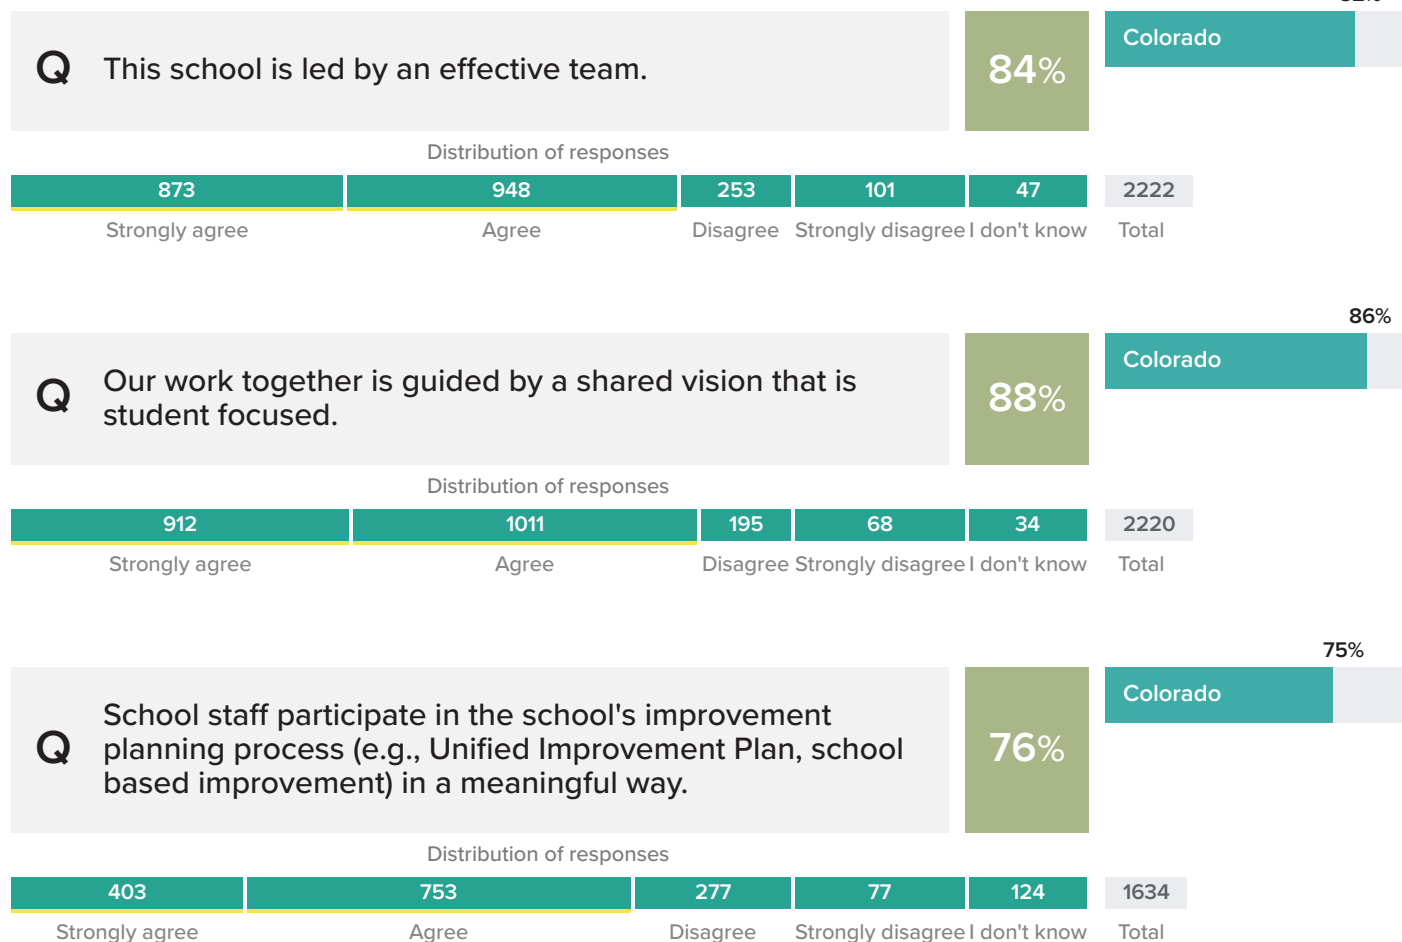 Q This school is led by an effective team. 84% Colorado
Distribution of responses
873 948 253 101 47 2222
Strongly agree Agree Disagree Strongly disagree I don't know Total
86%
Q Our work together is guided by a shared vision that is
student focused. 88% Colorado
Distribution of responses
912 1011 195 68 34 2220
Strongly agree Agree Disagree Strongly disagree I don't know Total
75%
Q School staff participate in the school's improvement
planning process (e.g., Unified Improvement Plan, school
based improvement) in a meaningful way. 76% Colorado
Distribution of responses
403 753 277 77 124 1634
Strongly agree Agree Disagree Strongly disagree I don't know Total